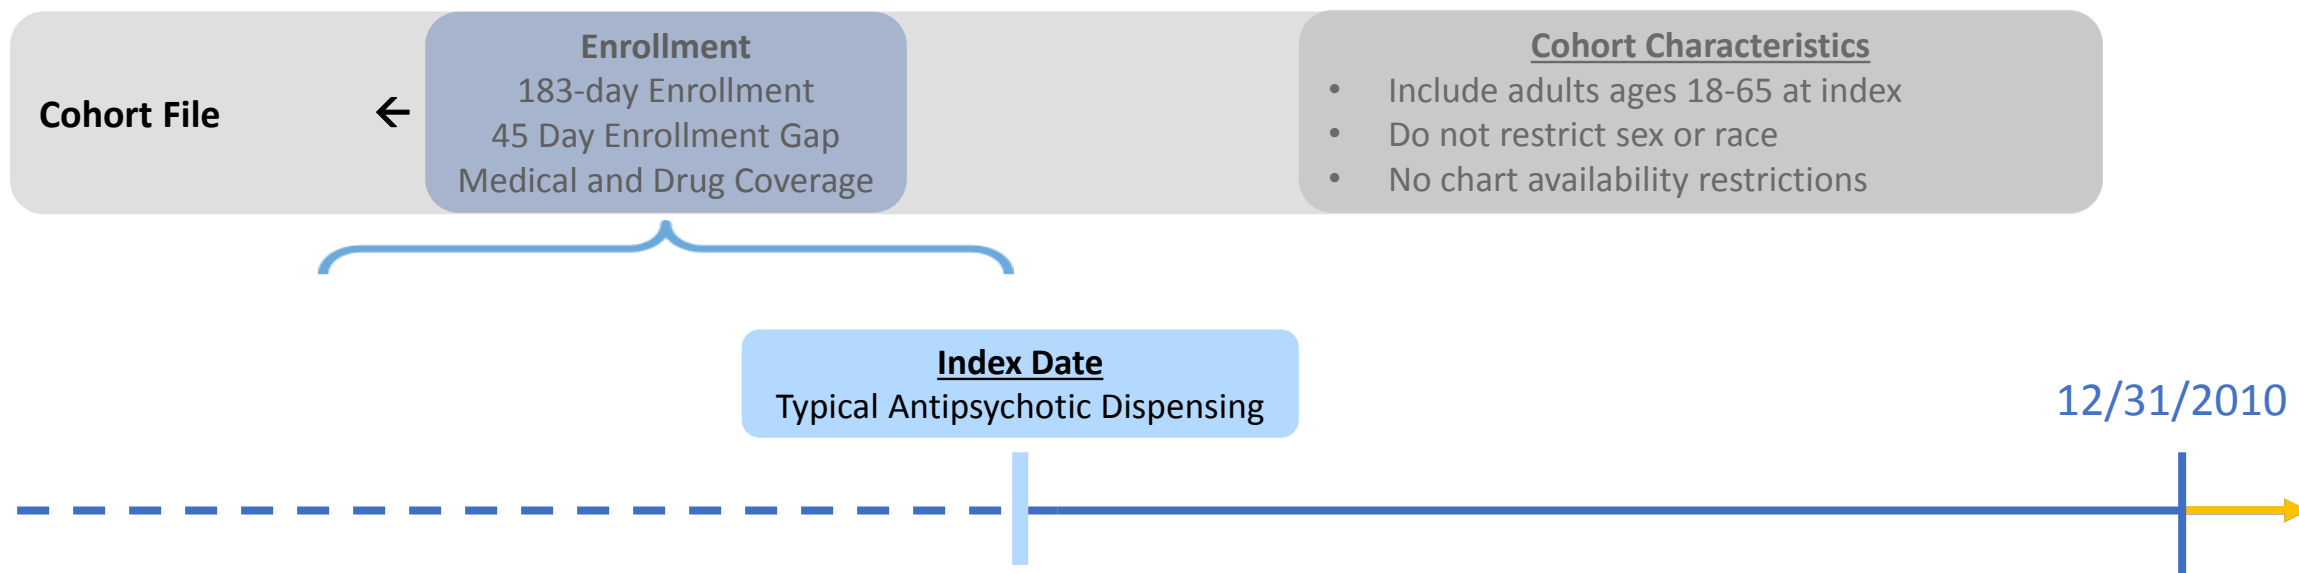 Cohort File
←
Enrollment
183-day Enrollment
45 Day Enrollment Gap
Medical and Drug Coverage
Cohort Characteristics
• Include adults ages 18-65 at index
• Do not restrict sex or race
• No chart availability restrictions
Index Date
Typical Antipsychotic Dispensing
12/31/2010